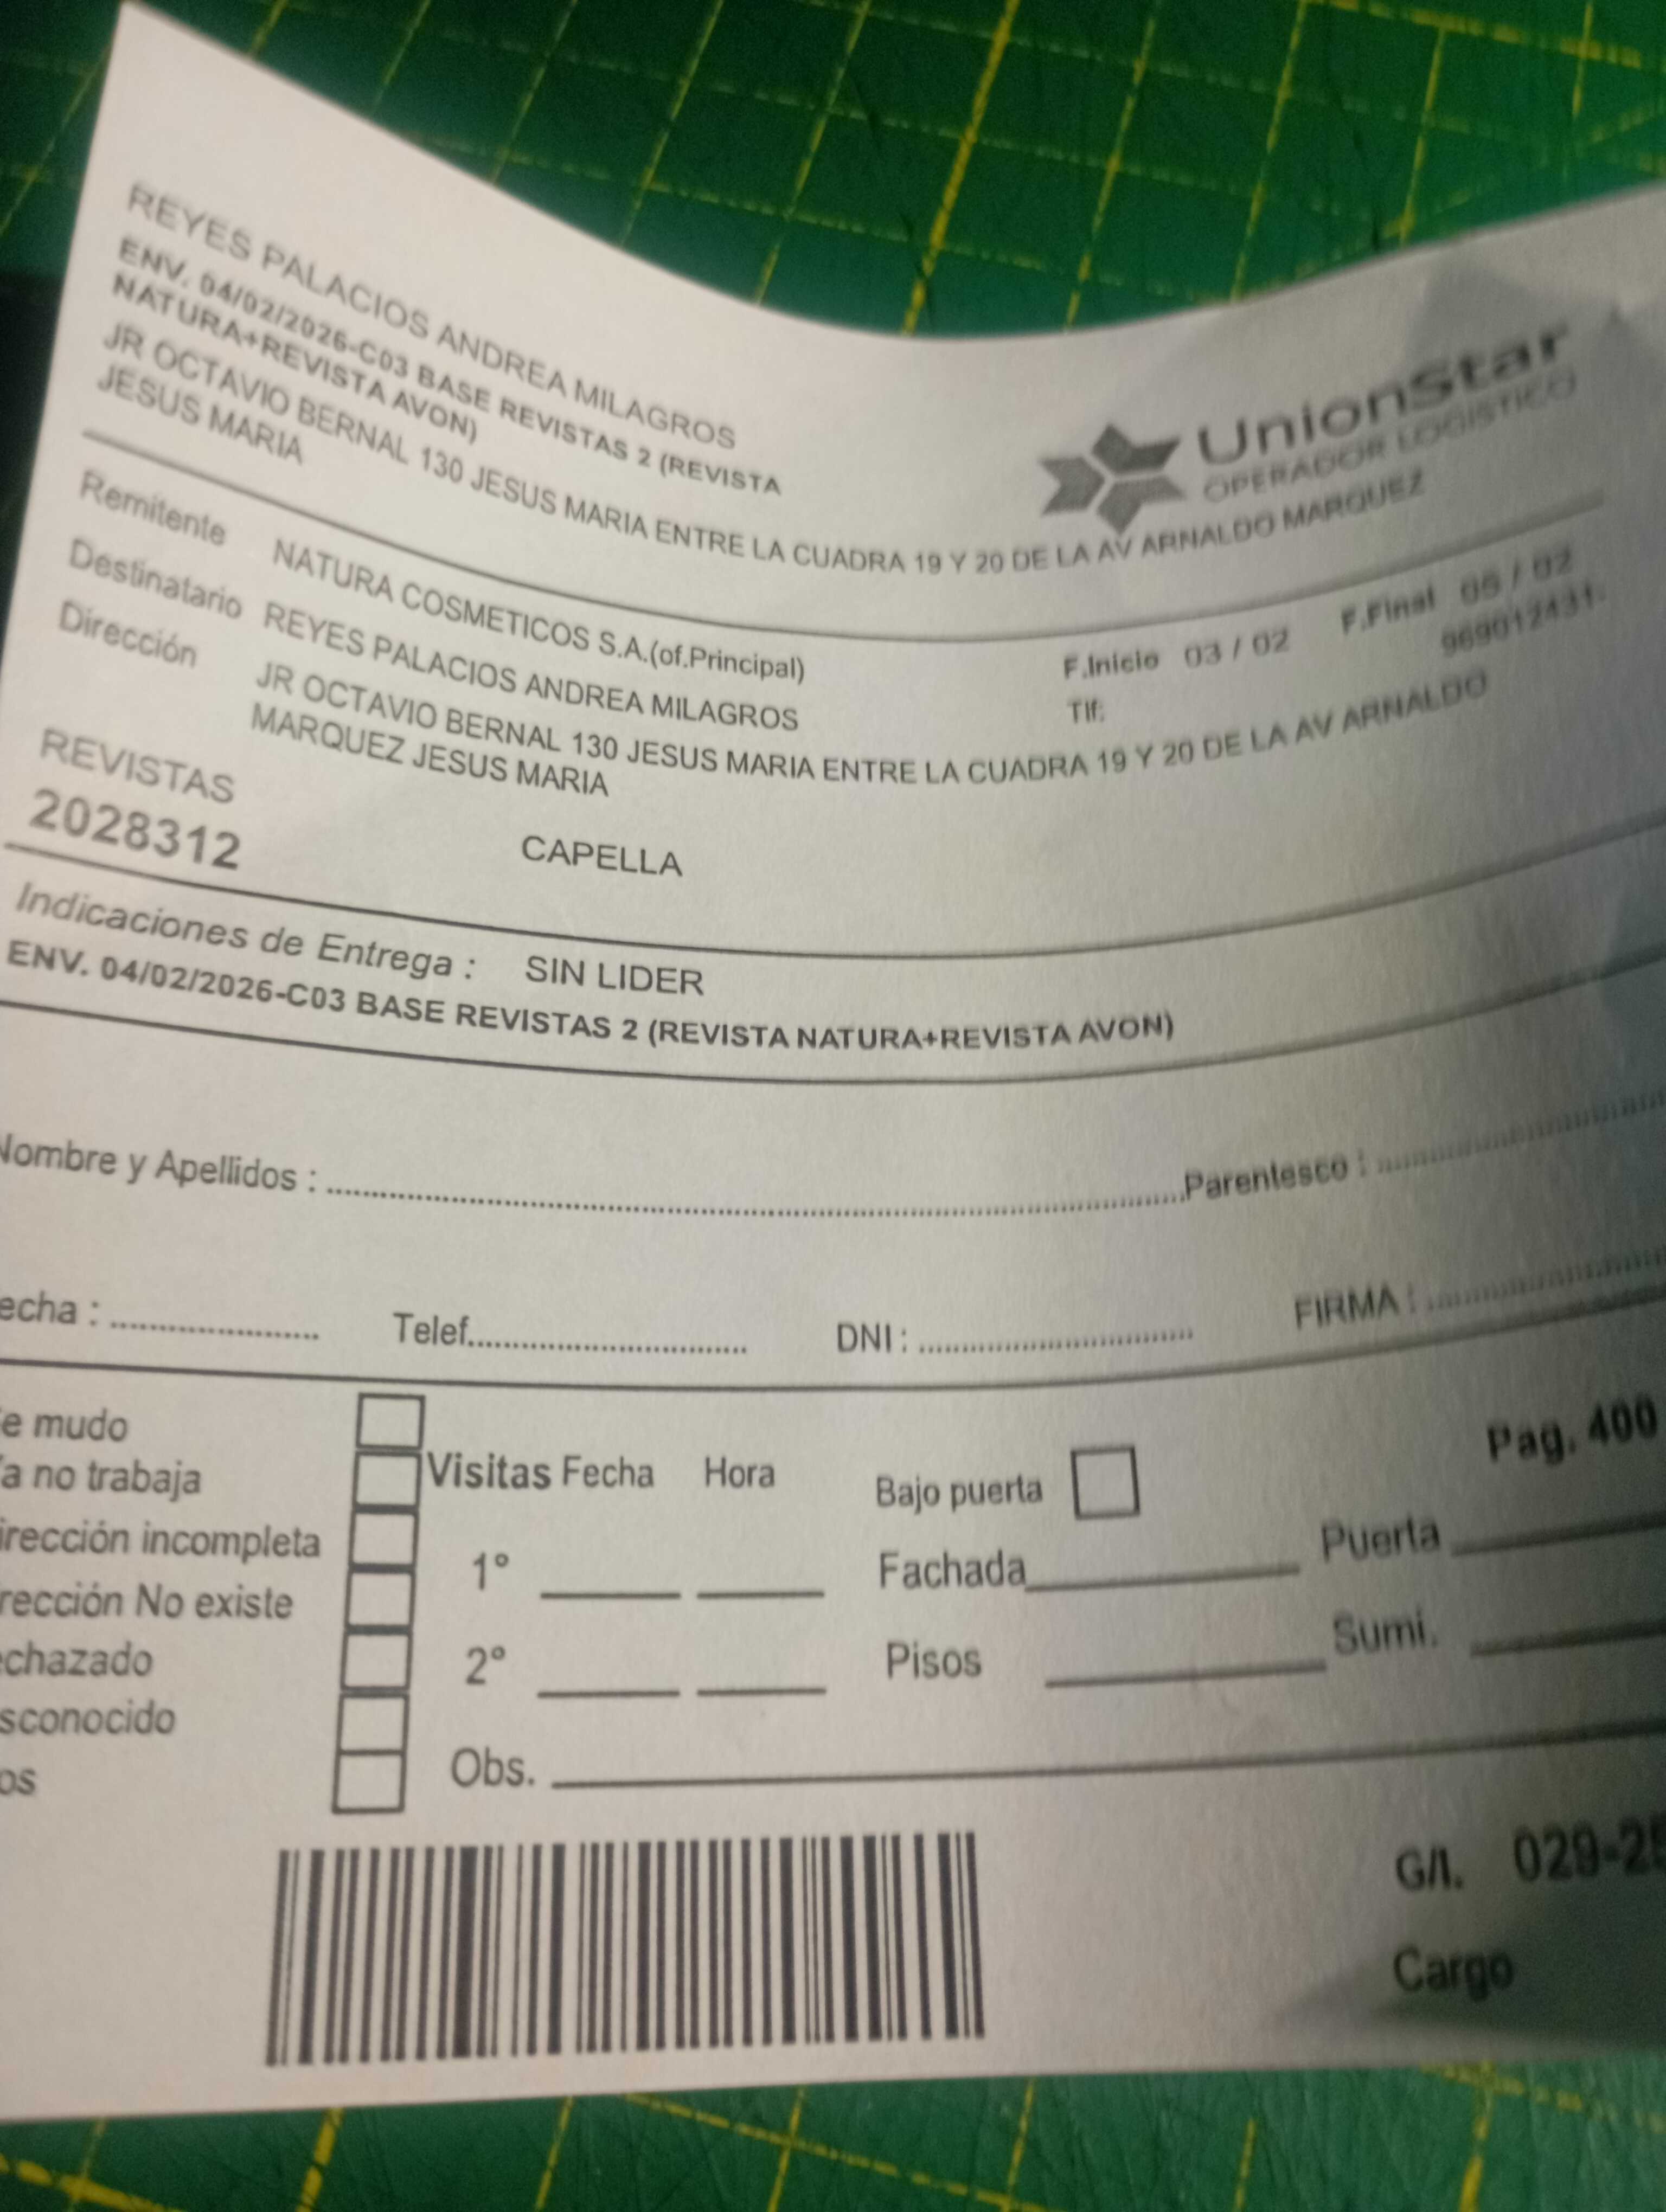 REYES PALACIOS ANDREA MILAGROS
ENV. 04/02/2026-C03 BASE REVISTAS 2 (REVISTA
NATURA+REVISTA AVON)
JR OCTAVIO BERNAL 130 JESUS MARIA ENTRE LA CUADRA 19 Y 20 DE LA AV ARNALDO MARQUEZ
JESUS MARIA
UnionStar
OPERADOR LOGISTICO
Remitente NATURA COSMETICOS S.A.(of.Principal) F.Inicio 03 / 02 F.Final / 02
Destinatario REYES PALACIOS ANDREA MILAGROS Tlf: 969012431-
Dirección JR OCTAVIO BERNAL 130 JESUS MARIA ENTRE LA CUADRA 19 Y 20 DE LA AV ARNALDO
MARQUEZ JESUS MARIA
REVISTAS
2028312 CAPELLA
Indicaciones de Entrega : SIN LIDER
ENV. 04/02/2026-C03 BASE REVISTAS 2 (REVISTA NATURA+REVISTA AVON)
Nombre y Apellidos : Parentesco :
echa : Telef. DNI : FIRMA :
e mudo
a no trabaja
irección incompleta
rección No existe
echazado
sconocido
os
Visitas Fecha Hora
1°
2°
Obs.
Bajo puerta
Fachada
Pisos
Pag. 400
Puerta
Sumi.
G/I. 029-2
Cargo